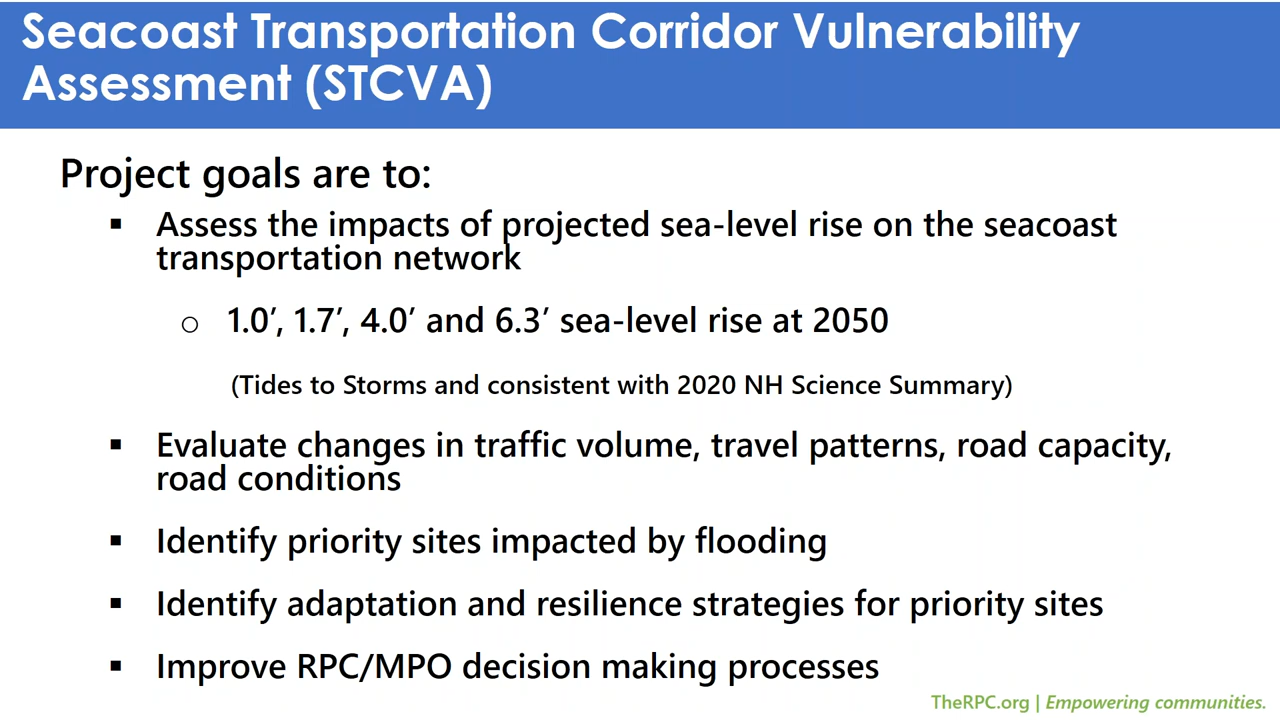 Seacoast Transportation Corridor Vulnerability
Assessment (STCVA)
Project goals are to:
▪ Assess the impacts of projected sea-level rise on the seacoast
transportation network
o 1.0’, 1.7’, 4.0’ and 6.3’ sea-level rise at 2050
(Tides to Storms and consistent with 2020 NH Science Summary)
▪ Evaluate changes in traffic volume, travel patterns, road capacity,
road conditions
▪ Identify priority sites impacted by flooding
▪ Identify adaptation and resilience strategies for priority sites
▪ Improve RPC/MPO decision making processes
TheRPC.org | Empowering communities.